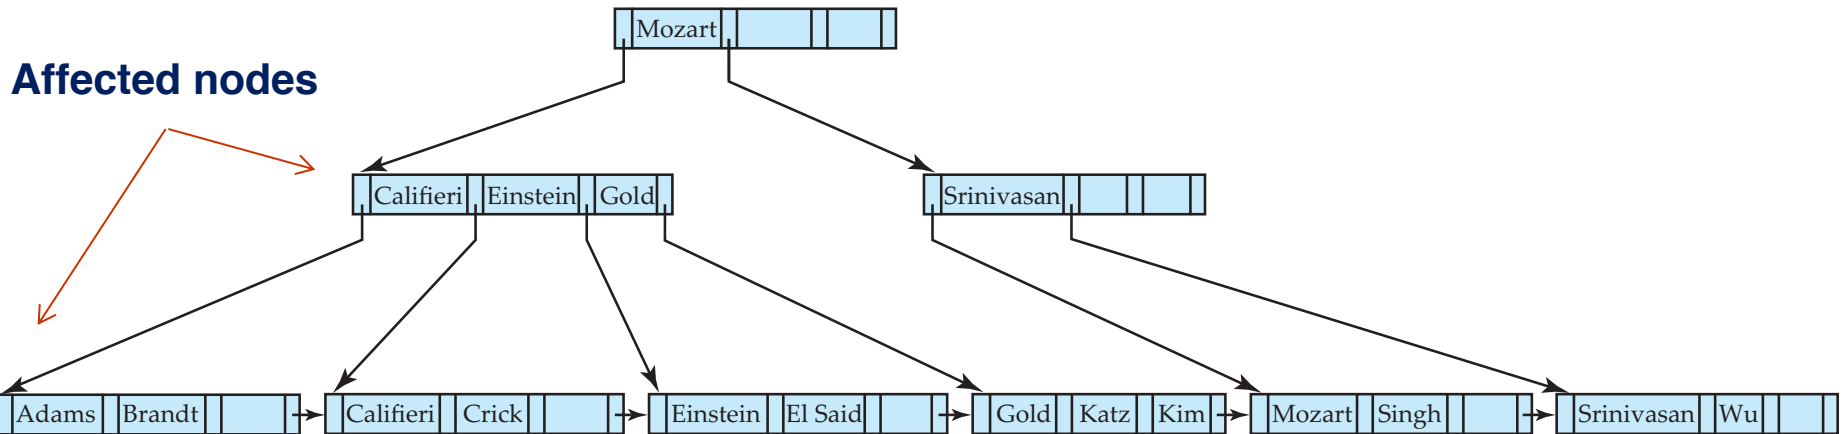 Mozart
Affected nodes
Califieri Einstein Gold Srinivasan
Adams Brandt Califieri Crick Einstein El Said Gold Katz Kim Mozart Singh Srinivasan Wu